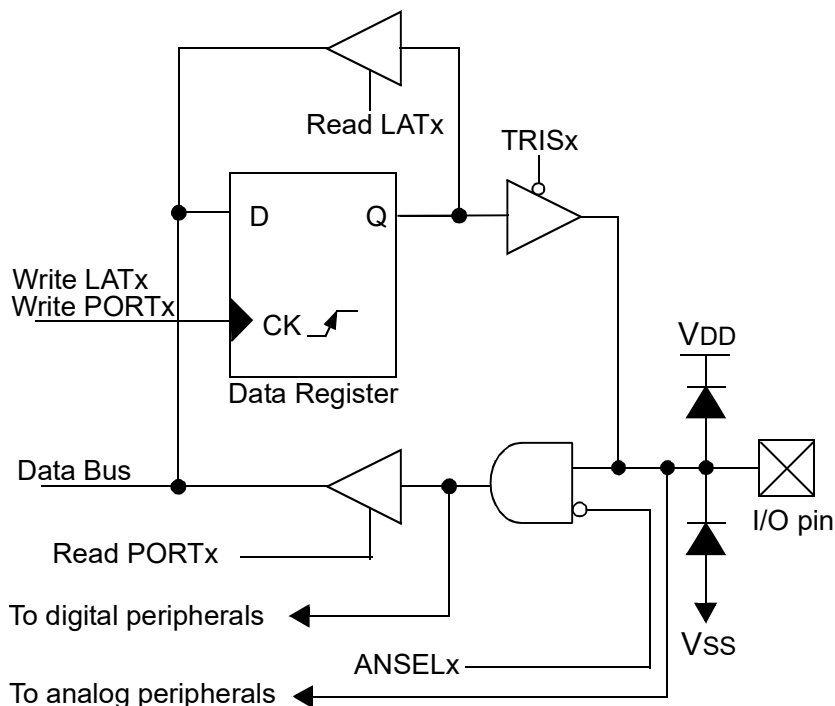 Read LATx
TRISx
D
Q
Write LATx
Write PORTx
CK
VDD
Data Register
Data Bus
I/O pin
Read PORTx
To digital peripherals
VSS
ANSELx
To analog peripherals